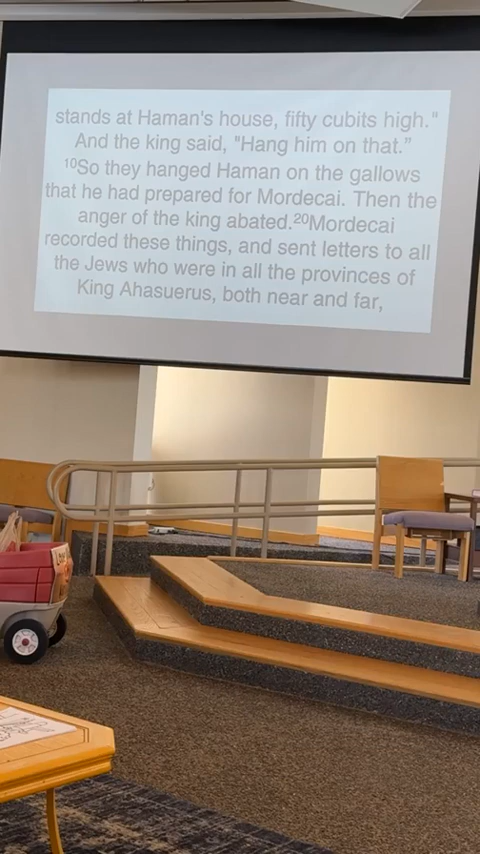 stands at Haman's house, fifty cubits high."
And the king said, "Hang him on that.”
¹⁰So they hanged Haman on the gallows
that he had prepared for Mordecai. Then the
anger of the king abated.²⁰Mordecai
recorded these things, and sent letters to all
the Jews who were in all the provinces of
King Ahasuerus, both near and far,